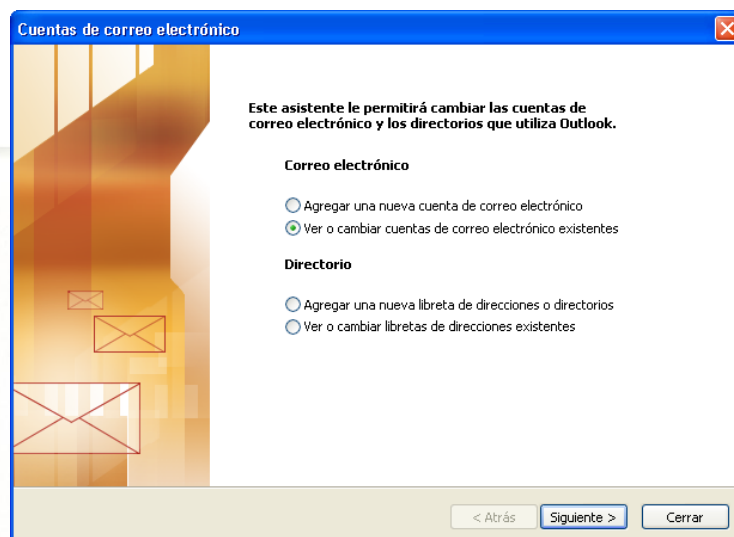 Cuentas de correo electrónico
Este asistente le permitirá cambiar las cuentas de
correo electrónico y los directorios que utiliza Outlook.
Correo electrónico
Agregar una nueva cuenta de correo electrónico
Ver o cambiar cuentas de correo electrónico existentes
Directorio
Agregar una nueva libreta de direcciones o directorios
Ver o cambiar libretas de direcciones existentes
< Atrás Siguiente > Cerrar